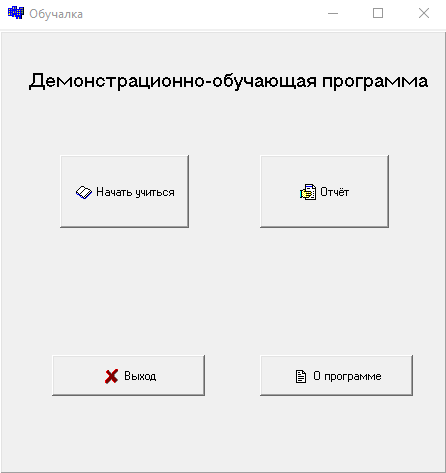 Обучалка
Демонстрационно-обучающая программа
Начать учиться
Отчёт
Выход
О программе